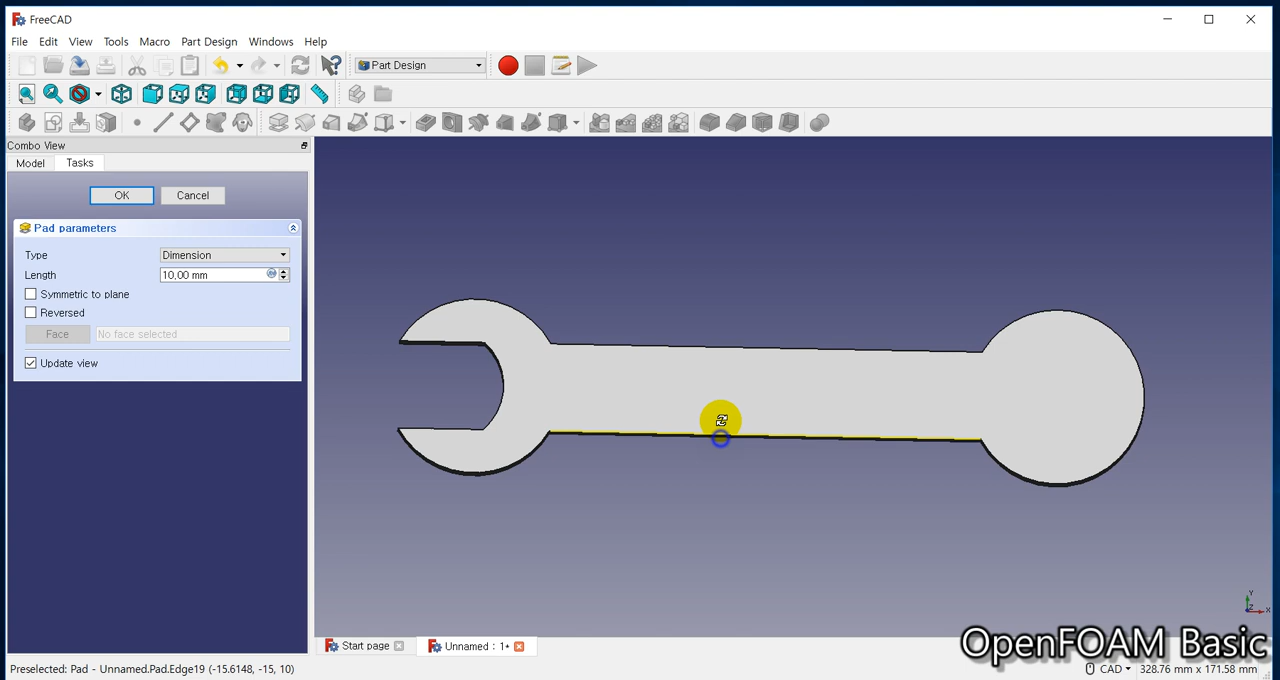 FreeCAD
File Edit View Tools Macro Part Design Windows Help
Part Design
Combo View
Model Tasks
OK Cancel
Pad parameters
Type Dimension
Length 10,00 mm
Symmetric to plane
Reversed
Face No face selected
Update view
Y
Z X
Start page Unnamed : 1*
OpenFOAM Basic
Preselected: Pad - Unnamed.Pad.Edge19 (-15.6148, -15, 10) CAD 328.76 mm x 171.58 mm